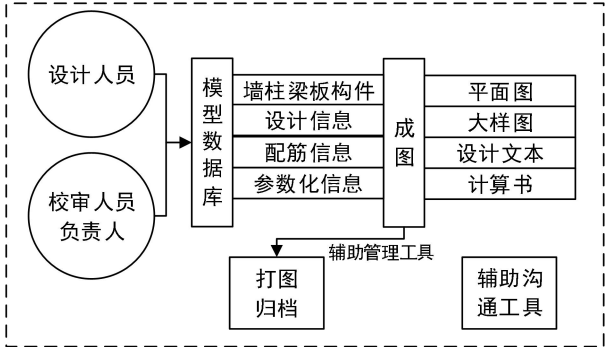 设计人员
校审人员
负责人
模型数据库
墙柱梁板构件
设计信息
配筋信息
参数化信息
成图
平面图
大样图
设计文本
计算书
辅助管理工具
打图
归档
辅助沟
通工具